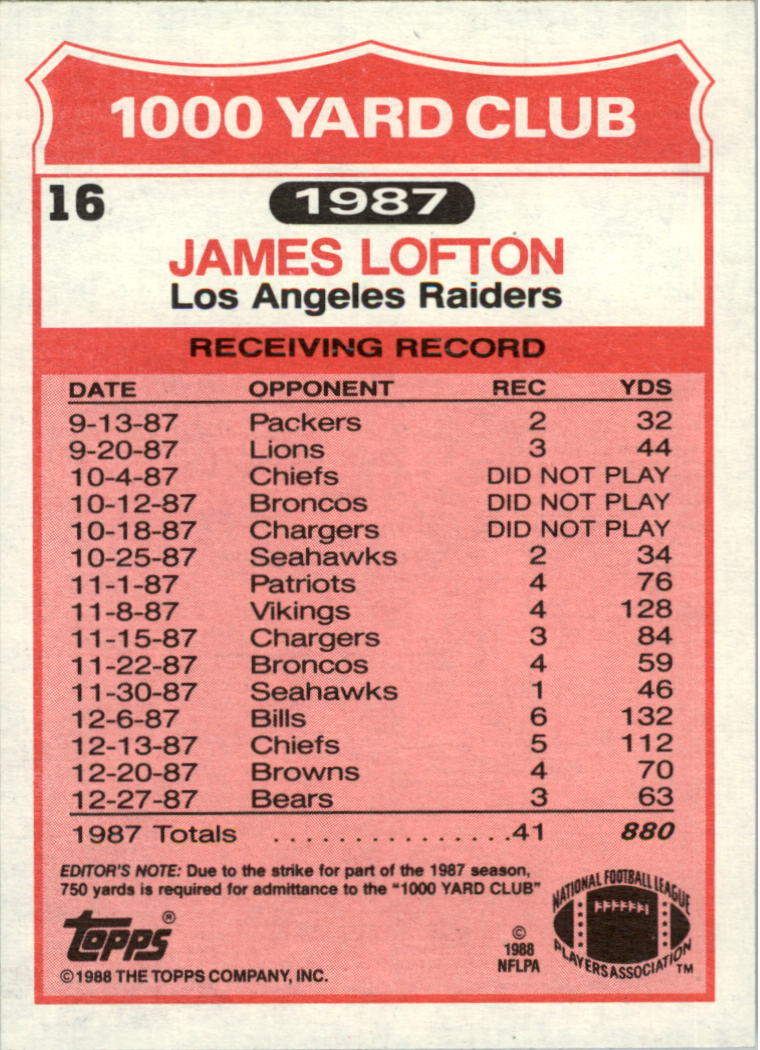 1000 YARD CLUB
16
1987
JAMES LOFTON
Los Angeles Raiders
RECEIVING RECORD
DATE OPPONENT REC YDS
9-13-87 Packers 2 32
9-20-87 Lions 3 44
10-4-87 Chiefs DID NOT PLAY
10-12-87 Broncos DID NOT PLAY
10-18-87 Chargers DID NOT PLAY
10-25-87 Seahawks 2 34
11-1-87 Patriots 4 76
11-8-87 Vikings 4 128
11-15-87 Chargers 3 84
11-22-87 Broncos 4 59
11-30-87 Seahawks 1 46
12-6-87 Bills 6 132
12-13-87 Chiefs 5 112
12-20-87 Browns 4 70
12-27-87 Bears 3 63
1987 Totals ................41 880
EDITOR'S NOTE: Due to the strike for part of the 1987 season,
750 yards is required for admittance to the "1000 YARD CLUB"
Topps®
©1988 THE TOPPS COMPANY, INC.
©
1988
NFLPA
NATIONAL FOOTBALL LEAGUE
PLAYERS ASSOCIATION™